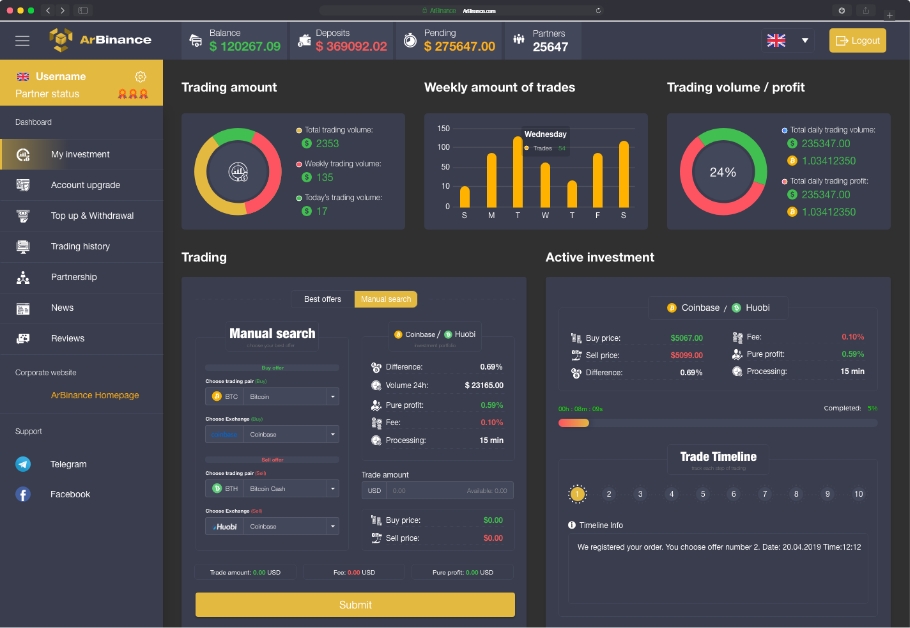 ArBinance ArBinance.com
ArBinance
Balance
$ 120267.09
Deposits
$ 369092.02
Pending
$ 275647.00
Partners
25647
Logout
Username
Partner status
Dashboard
My investment
Account upgrade
Top up & Withdrawal
Trading history
Partnership
News
Reviews
Corporate website
ArBinance Homepage
Support
Telegram
Facebook
Trading amount
Total trading volume:
$ 2353
Weekly trading volume:
$ 135
Today's trading volume:
$ 17
Weekly amount of trades
150
100
50
10
0
Wednesday
Trades 54
S M T W T F S
Trading volume / profit
24%
Total daily trading volume:
$ 235347.00
1.03412350
Total daily trading profit:
$ 235347.00
1.03412350
Trading
Best offers
Manual search
Manual search
Buy offer
Choose trading pair (Buy)
BTC Bitcoin
Choose Exchange (Buy)
coinbase Coinbase
Sell offer
Choose trading pair (Sell)
BTH Bitcoin Cash
Choose Exchange (Sell)
Huobi Coinbase
Coinbase / Huobi
Difference: 0.69%
Volume 24h: $ 23165.00
Pure profit: 0.59%
Fee: 0.10%
Processing: 15 min
Trade amount
USD 0.00 Available: 0.00
Buy price: $0.00
Sell price: $0.00
Trade amount: 0.00 USD
Fee: 0.00 USD
Pure profit: 0.00 USD
Submit
Active investment
Coinbase / Huobi
Buy price: $5067.00
Sell price: $5099.00
Difference: 0.69%
Fee: 0.10%
Pure profit: 0.59%
Processing: 15 min
00h : 08m : 09s
Completed: 5%
Trade Timeline
1 2 3 4 5 6 7 8 9 10
Timeline Info
We registered your order. You choose offer number 2. Date: 20.04.2019 Time:12:12